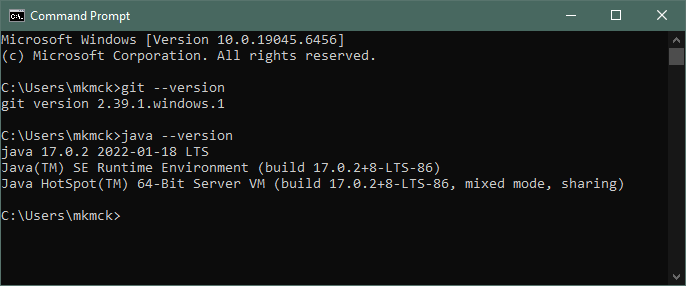 Command Prompt
Microsoft Windows [Version 10.0.19045.6456]
(c) Microsoft Corporation. All rights reserved.
C:\Users\mkmck>git --version
git version 2.39.1.windows.1
C:\Users\mkmck>java --version
java 17.0.2 2022-01-18 LTS
Java(TM) SE Runtime Environment (build 17.0.2+8-LTS-86)
Java HotSpot(TM) 64-Bit Server VM (build 17.0.2+8-LTS-86, mixed mode, sharing)
C:\Users\mkmck>